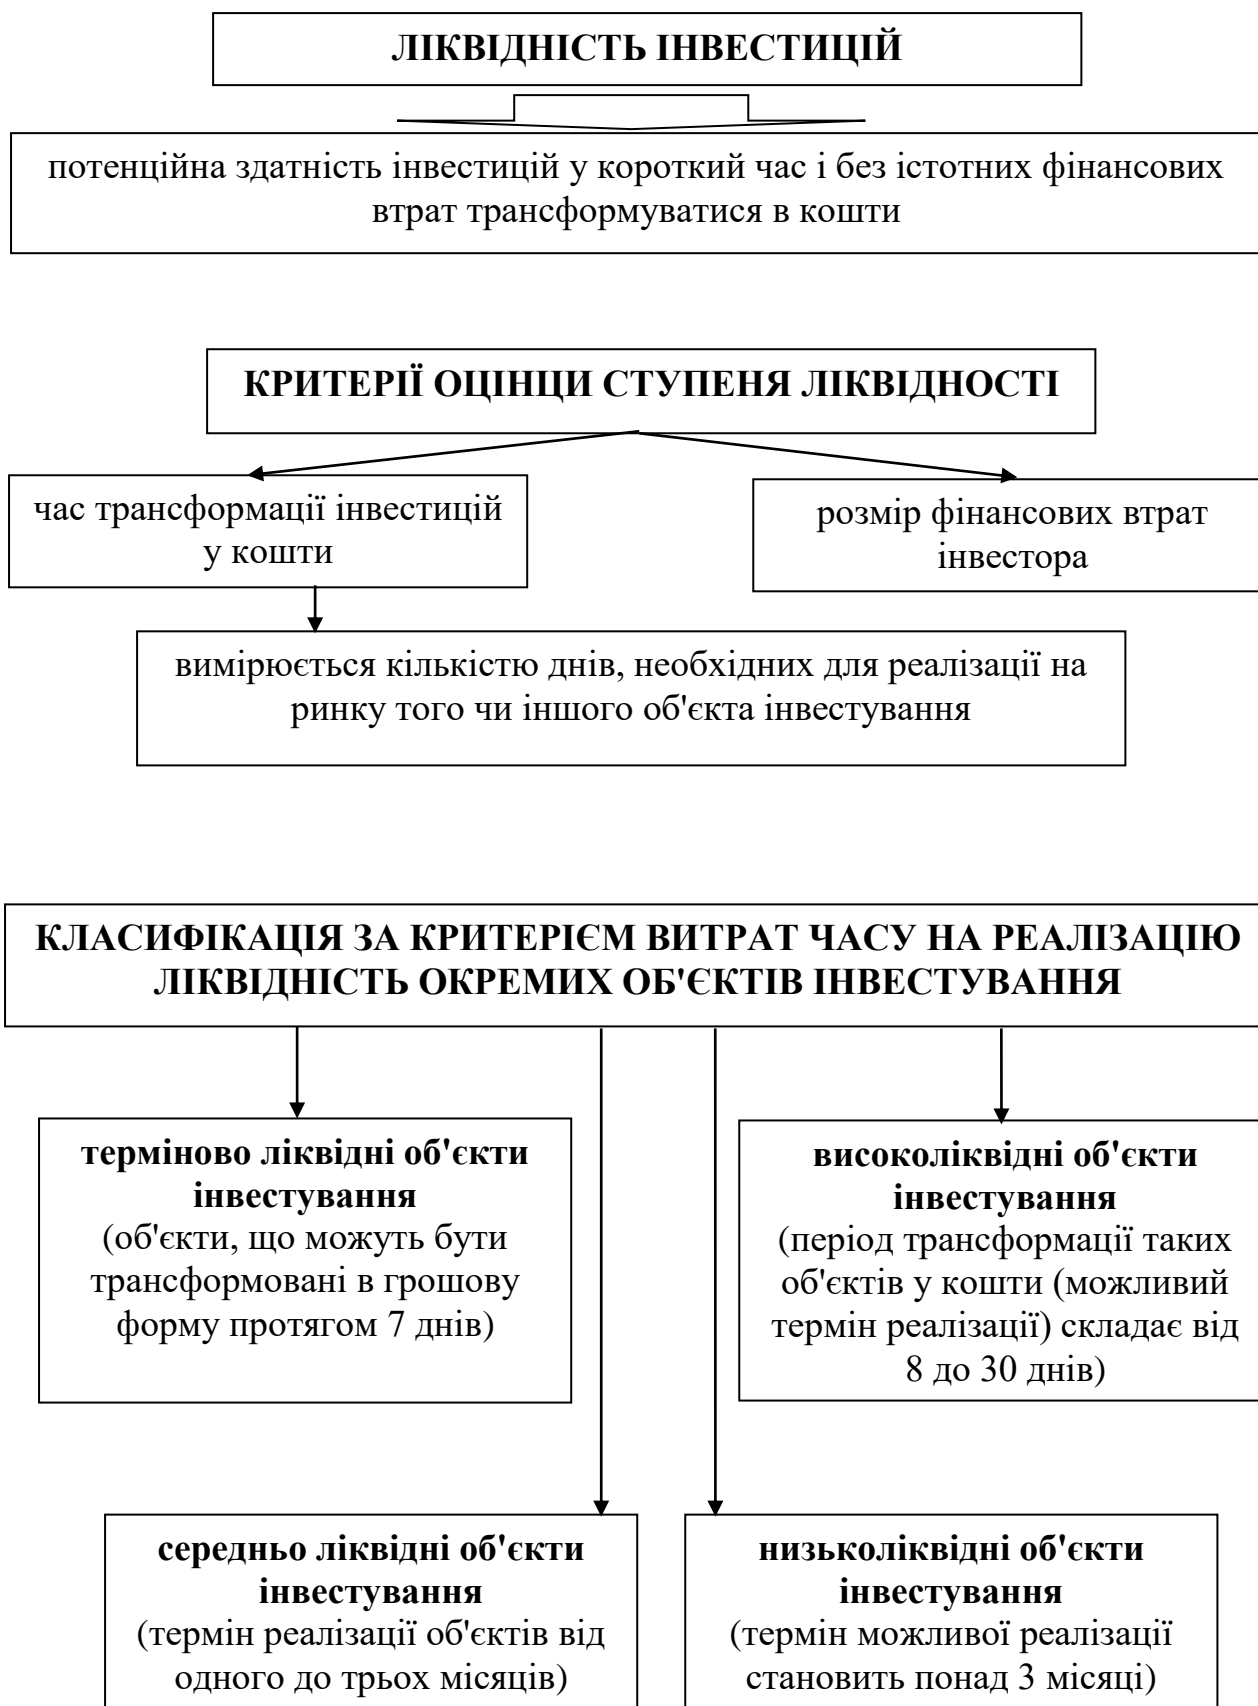 ЛІКВІДНІСТЬ ІНВЕСТИЦІЙ
потенційна здатність інвестицій у короткий час і без істотних фінансових
втрат трансформуватися в кошти
КРИТЕРІЇ ОЦІНЦИ СТУПЕНЯ ЛІКВІДНОСТІ
час трансформації інвестицій
у кошти
розмір фінансових втрат
інвестора
вимірюється кількістю днів, необхідних для реалізації на
ринку того чи іншого об'єкта інвестування
КЛАСИФІКАЦІЯ ЗА КРИТЕРІЄМ ВИТРАТ ЧАСУ НА РЕАЛІЗАЦІЮ
ЛІКВІДНІСТЬ ОКРЕМИХ ОБ'ЄКТІВ ІНВЕСТУВАННЯ
терміново ліквідні об'єкти
інвестування
(об'єкти, що можуть бути
трансформовані в грошову
форму протягом 7 днів)
високоліквідні об'єкти
інвестування
(період трансформації таких
об'єктів у кошти (можливий
термін реалізації) складає від
8 до 30 днів)
середньо ліквідні об'єкти
інвестування
(термін реалізації об'єктів від
одного до трьох місяців)
низьколіквідні об'єкти
інвестування
(термін можливої реалізації
становить понад 3 місяці)